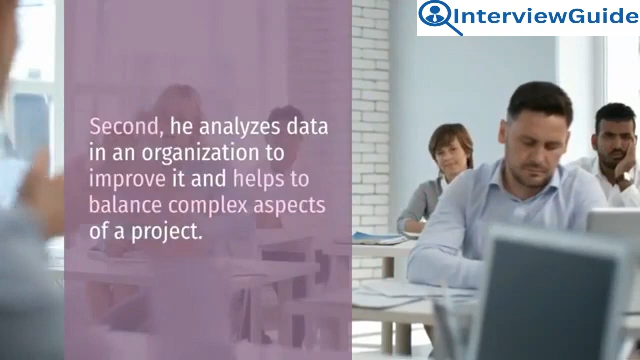 InterviewGuide
Second, he analyzes data
in an organization to
improve it and helps to
balance complex aspects
of a project.